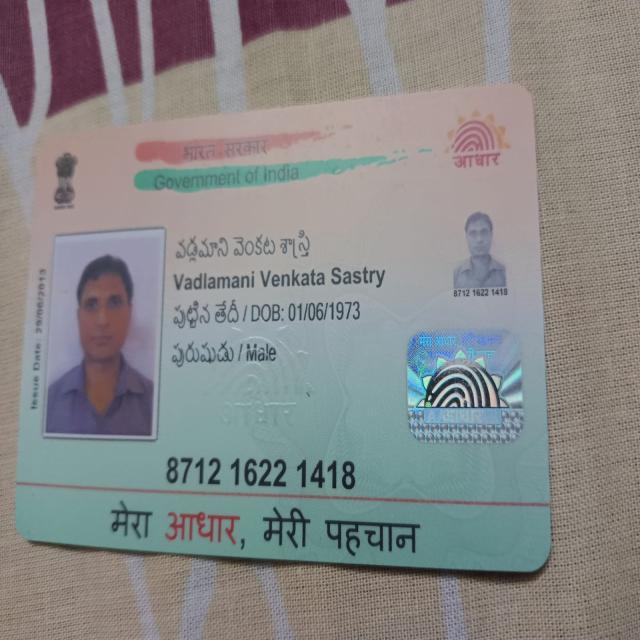 भारत सरकार
Government of India
आधार
వడ్లమాని వెంకట శాస్త్రి
Vadlamani Venkata Sastry
పుట్టిన తేదీ / DOB: 01/06/1973
పురుషుడు / Male
8712 1622 1418
Issue Date: 29/06/2013
मेरा आधार
आधार
8712 1622 1418
मेरा आधार, मेरी पहचान